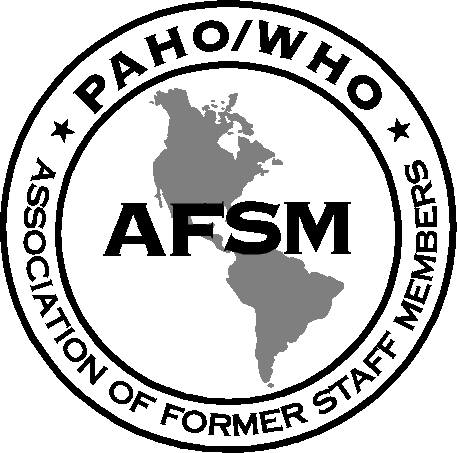 PAHO/WHO
AFSM
ASSOCIATION OF FORMER STAFF MEMBERS